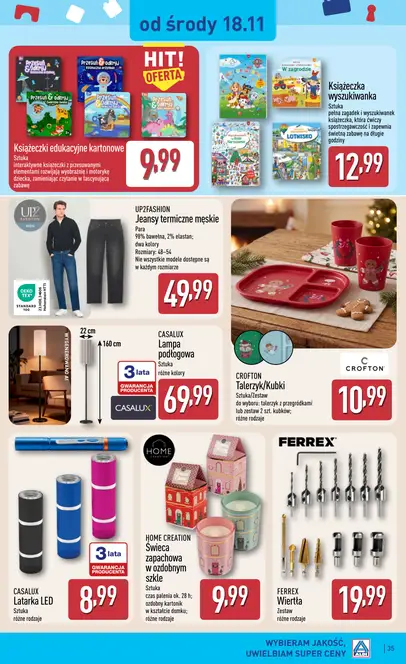 od środy 18.11
HIT!
OFERTA
Książeczki edukacyjne kartonowe
Sztuka
interaktywne książeczki z przesuwanymi
elementami rozwijają wyobraźnię i motorykę
dziecka, zamieniając czytanie w fascynującą
zabawę
9,99
Książeczka
wyszukiwanka
Sztuka
pełna zagadek i wyszukiwanek
książeczka, która ćwiczy
spostrzegawczość i zapewnia
świetną zabawę na długie
godziny
12,99
UP2
UP2FASHION
Jeansy termiczne męskie
Para
98% bawełna, 2% elastan;
dwa kolory
Rozmiary: 48–54
Nie wszystkie modele dostępne są
w każdym rozmiarze
49,99
OEKO
TEX
STANDARD
100
22 cm
160 cm
CASALUX
Lampa
podłogowa
Sztuka
różne kolory
3 lata
GWARANCJA
PRODUCENTA
CASALUX
69,99
CROFTON
Talerzyk/Kubki
Sztuka/Zestaw
do wyboru: talerzyk z przegródkami
lub zestaw 2 szt. kubków;
różne rodzaje
CROFTON
10,99
3 lata
GWARANCJA
PRODUCENTA
CASALUX
Latarka LED
Sztuka
różne rodzaje
8,99
HOME
CREATION
HOME CREATION
Świeca
zapachowa
w ozdobnym
szkle
Sztuka
czas palenia ok. 28 h;
ozdobny kartonik
w kształcie domku;
różne rodzaje
9,99
FERREX
FERREX
Wiertła
Zestaw
różne rodzaje
19,99
WYBIERAM JAKOŚĆ,
UWIELBIAM SUPER CENY
ALDI
35